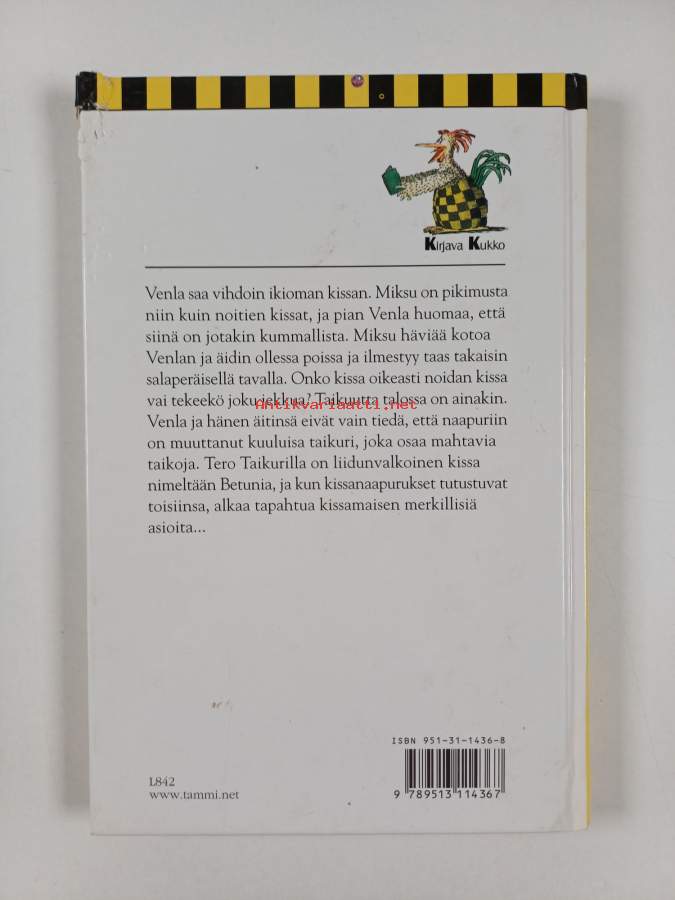 Kirjava Kukko
Venla saa vihdoin ikioman kissan. Miksu on pikimusta
niin kuin noitien kissat, ja pian Venla huomaa, että
siinä on jotakin kummallista. Miksu häviää kotoa
Venlan ja äidin ollessa poissa ja ilmestyy taas takaisin
salaperäisellä tavalla. Onko kissa oikeasti noidan kissa
vai tekeekö joku jekkua? Taikuutta talossa on ainakin.
Antikvariaatti.net
Venla ja hänen äitinsä eivät vain tiedä, että naapuriin
on muuttanut kuuluisa taikuri, joka osaa mahtavia
taikoja. Tero Taikurilla on liidunvalkoinen kissa
nimeltään Betunia, ja kun kissanaapurukset tutustuvat
toisiinsa, alkaa tapahtua kissamaisen merkillisiä
asioita...
ISBN 951-31-1436-8
9 789513 114367
L842
www.tammi.net